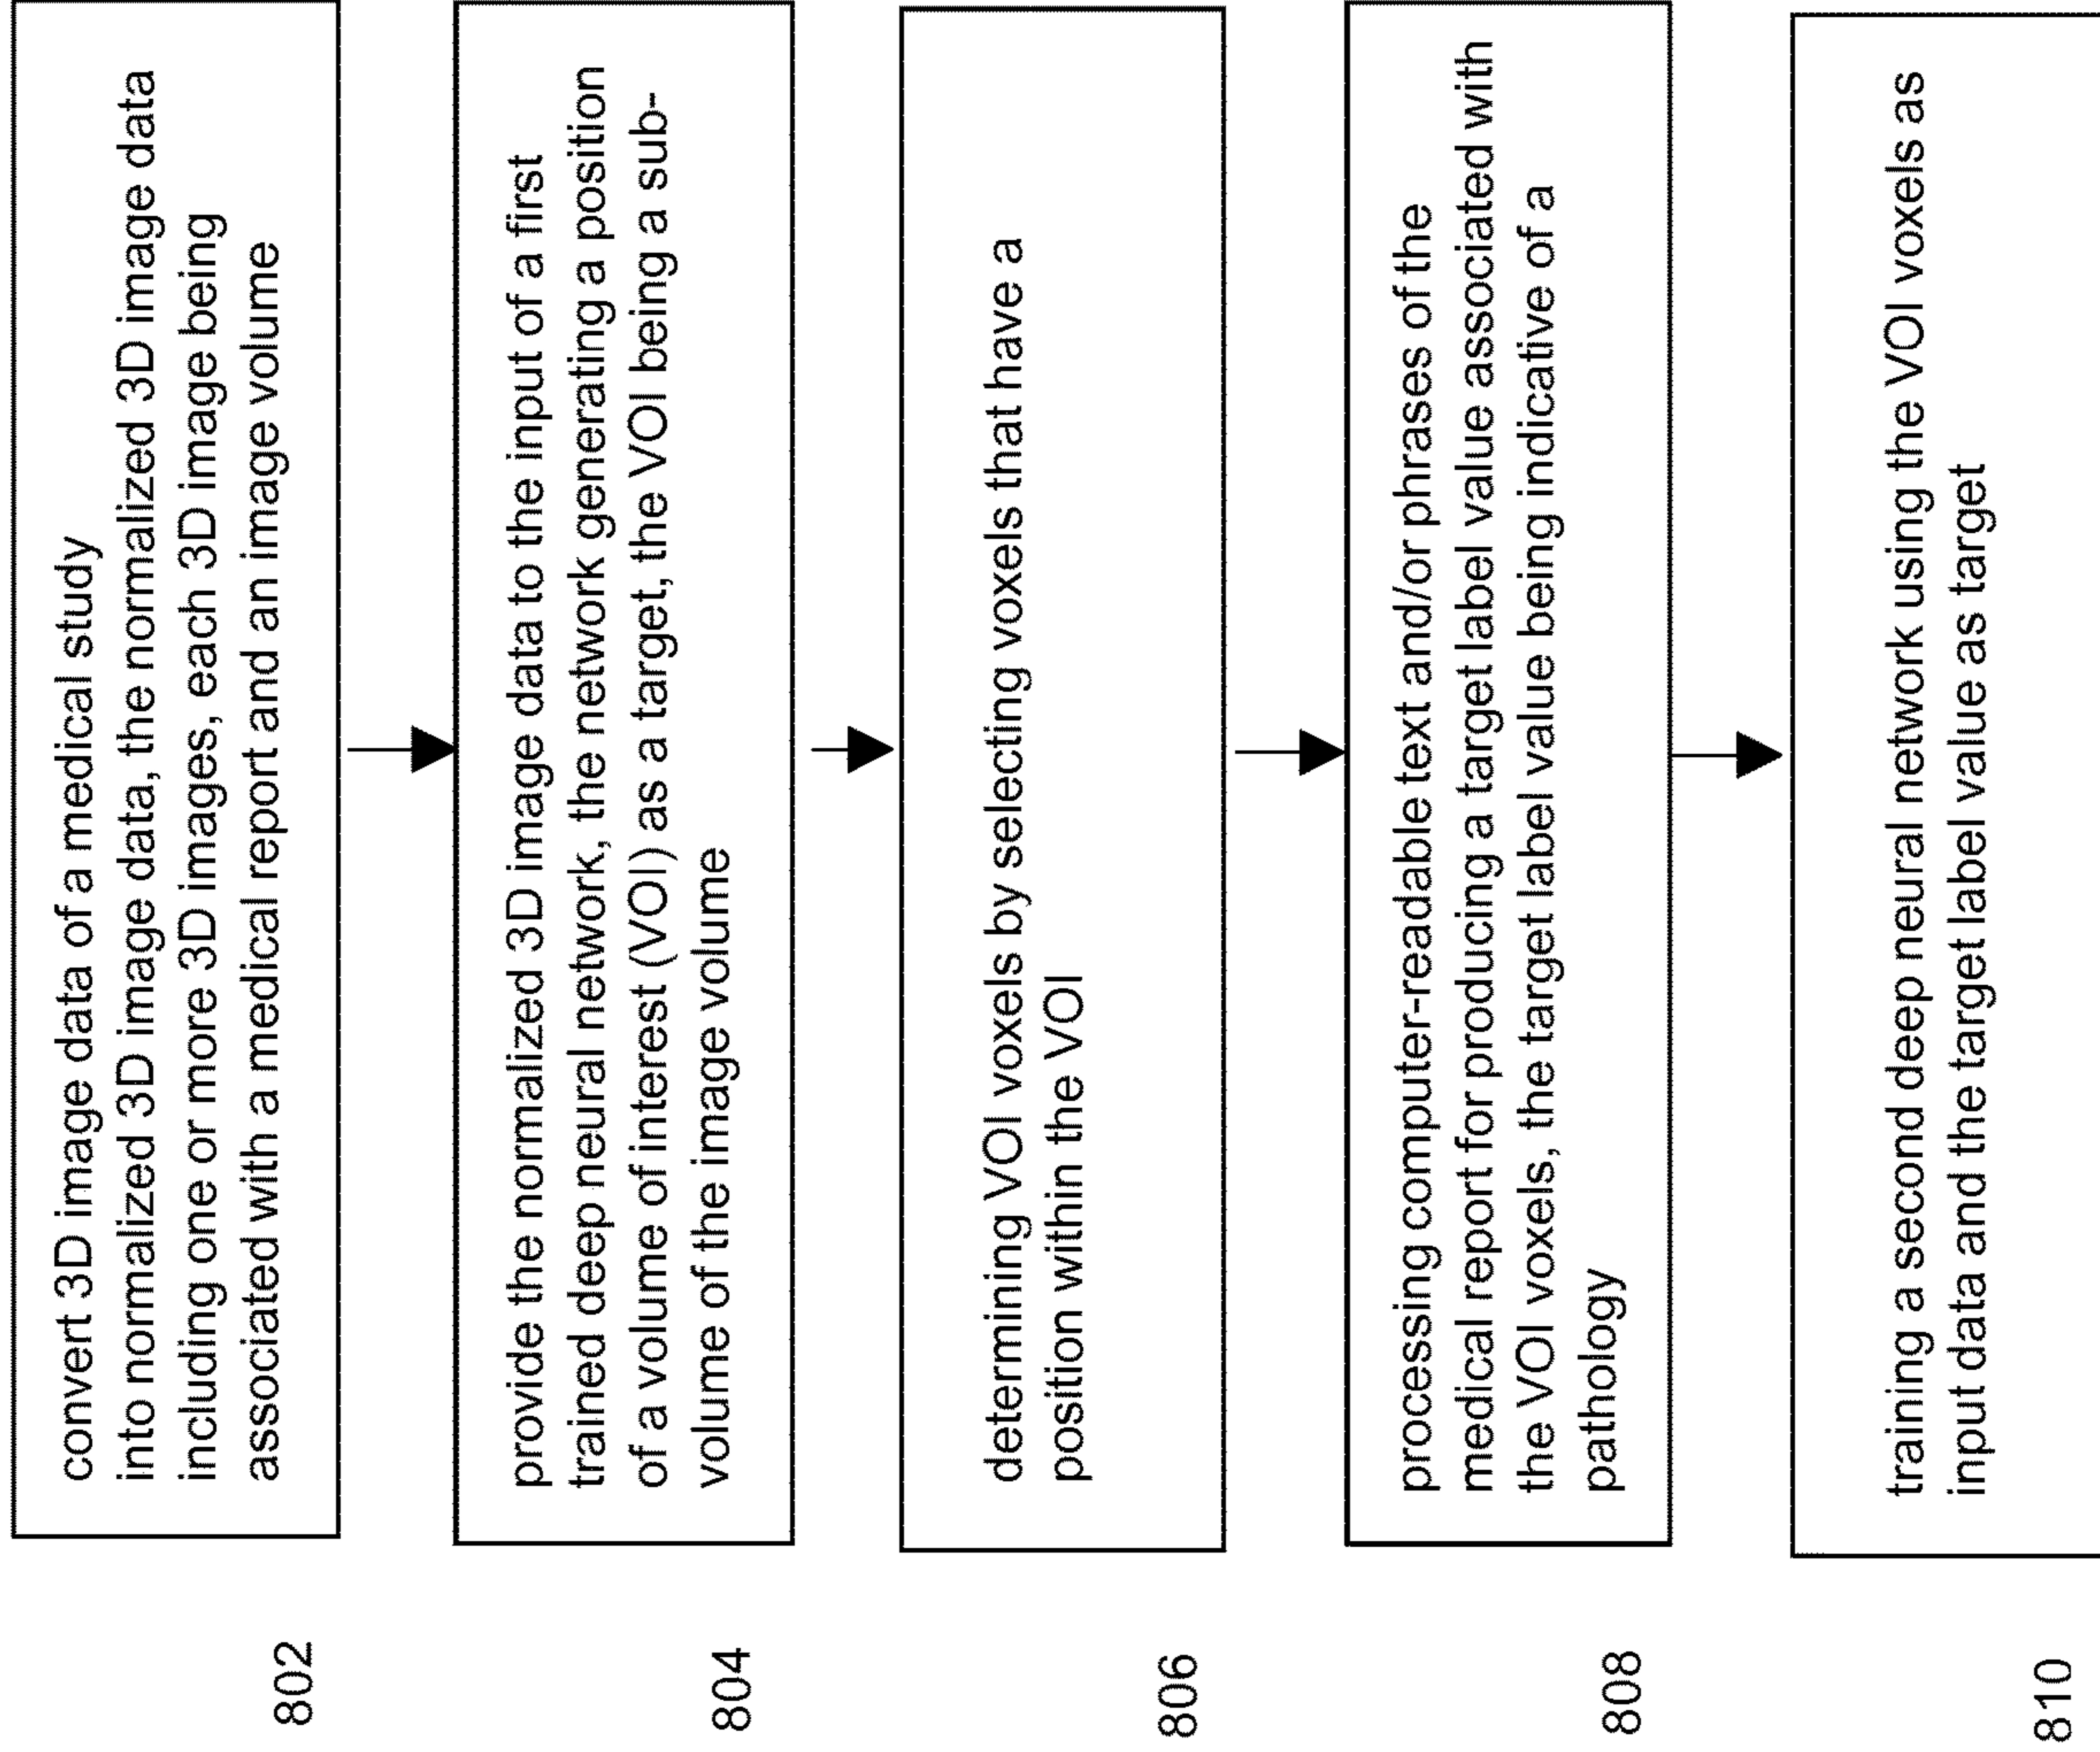 802
convert 3D image data of a medical study
into normalized 3D image data, the normalized 3D image data
including one or more 3D images, each 3D image being
associated with a medical report and an image volume
804
provide the normalized 3D image data to the input of a first
trained deep neural network, the network generating a position
of a volume of interest (VOI) as a target, the VOI being a sub-
volume of the image volume
806
determining VOI voxels by selecting voxels that have a
position within the VOI
808
processing computer-readable text and/or phrases of the
medical report for producing a target label value associated with
the VOI voxels, the target label value being indicative of a
pathology
810
training a second deep neural network using the VOI voxels as
input data and the target label value as target